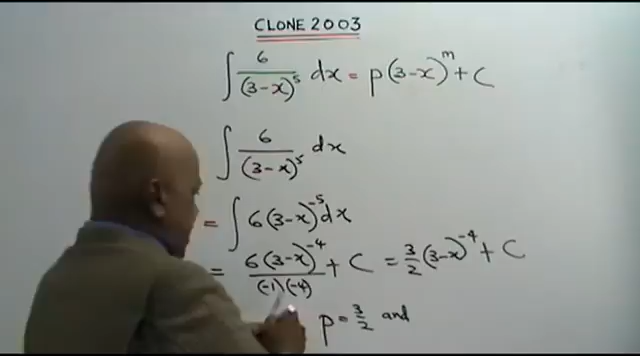 CLONE 2003
∫ 6/(3-x)^5 dx = p(3-x)^m + C
∫ 6/(3-x)^5 dx
= ∫ 6(3-x)^-5 dx
= 6(3-x)^-4/(-1)(-4) + C = 3/2 (3-x)^-4 + C
p = 3/2 and